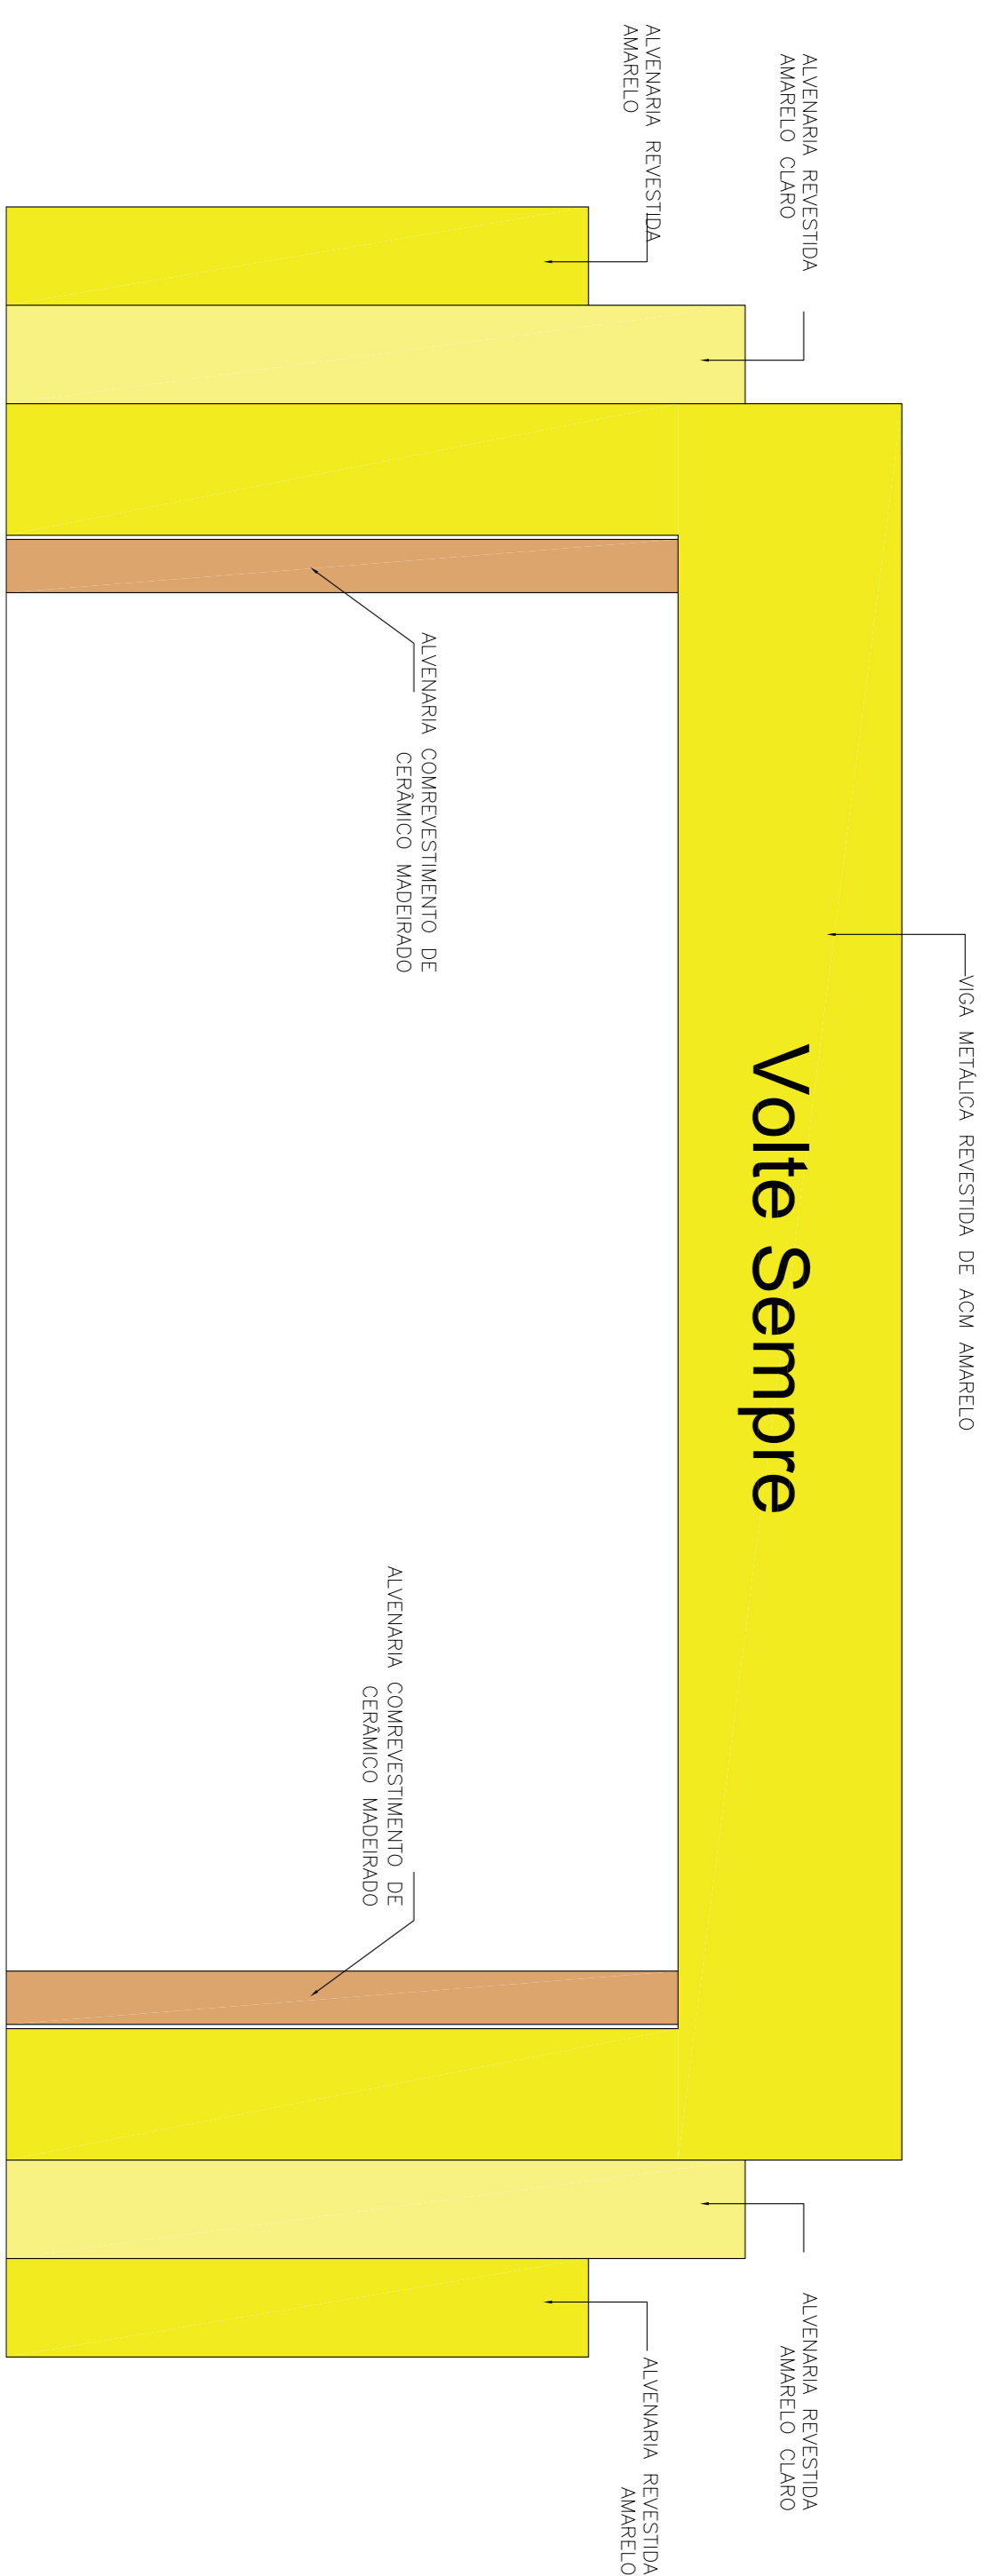 VIGA METÁLICA REVESTIDA DE ACM AMARELO
ALVENARIA REVESTIDA
AMARELO CLARO
ALVENARIA REVESTIDA
AMARELO CLARO
Volte Sempre
ALVENARIA REVESTIDA
AMARELO
ALVENARIA REVESTIDA
AMARELO
ALVENARIA COMREVESTIMENTO DE
CERÂMICO MADEIRADO
ALVENARIA COMREVESTIMENTO DE
CERÂMICO MADEIRADO